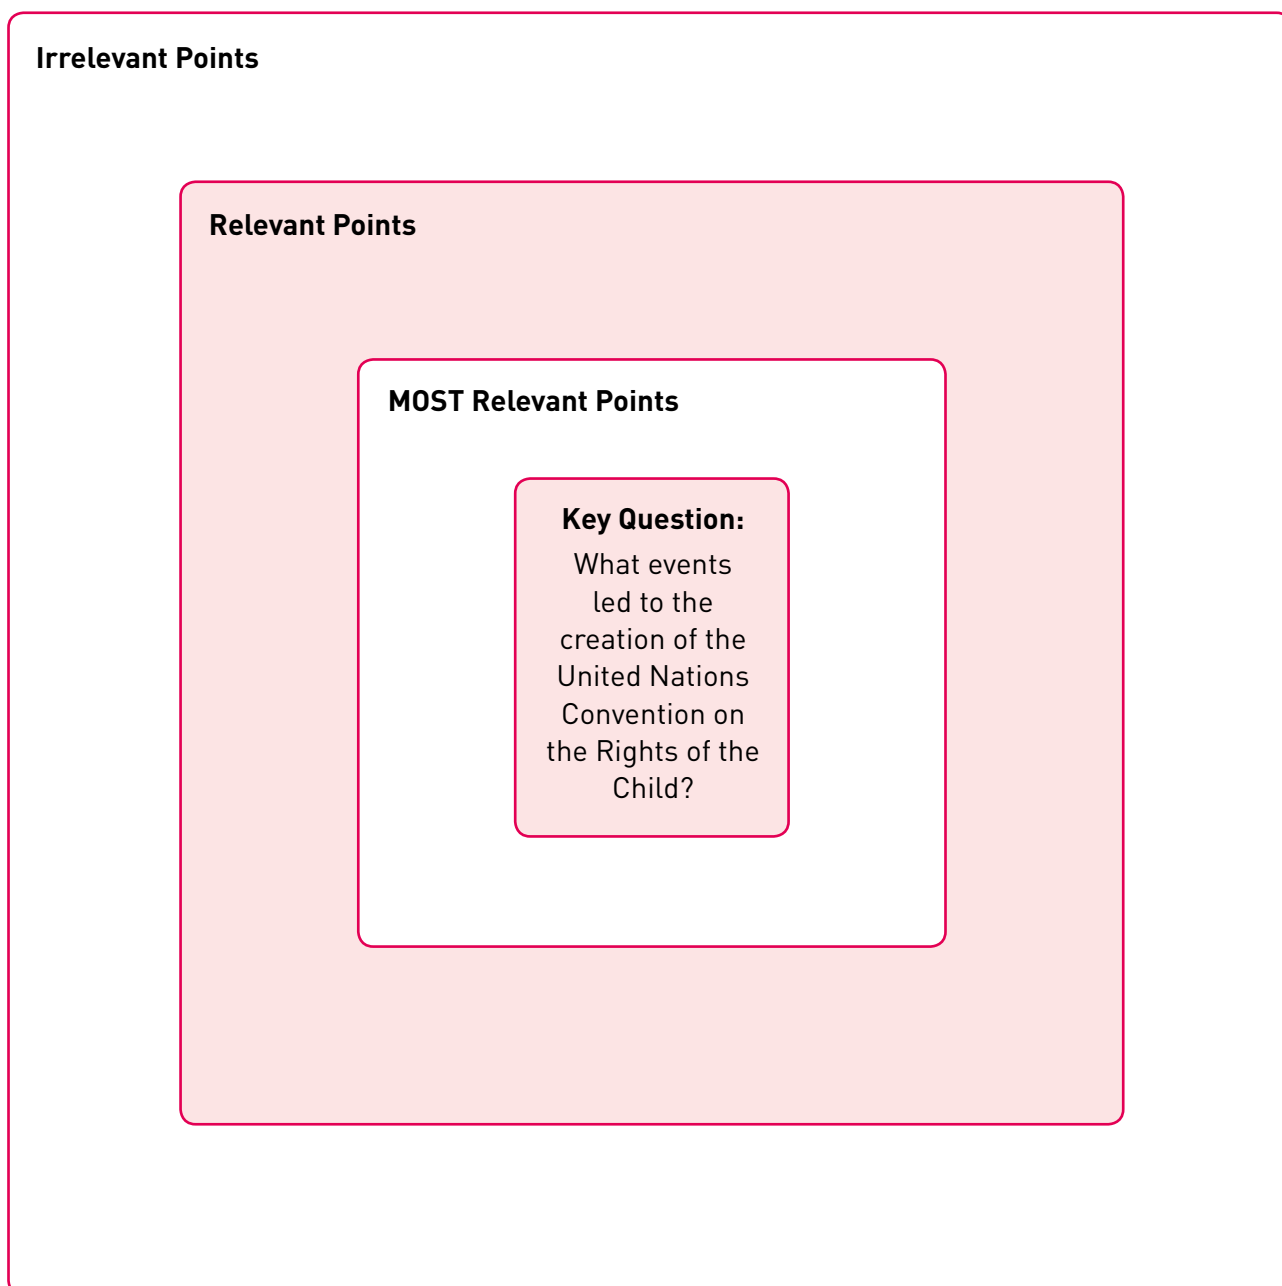 Irrelevant Points
Relevant Points
MOST Relevant Points
Key Question:
What events
led to the
creation of the
United Nations
Convention on
the Rights of the
Child?